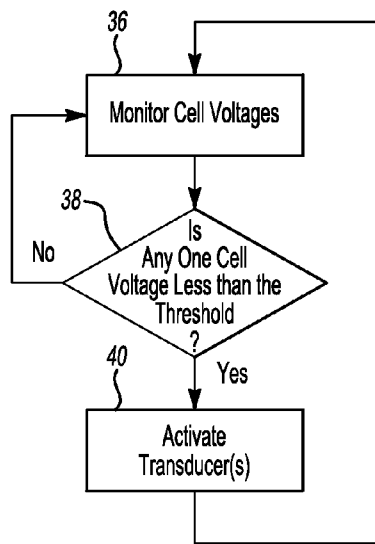 36
Monitor Cell Voltages
38
No
Is
Any One Cell
Voltage Less than the
Threshold
?
Yes
40
Activate
Transducer(s)